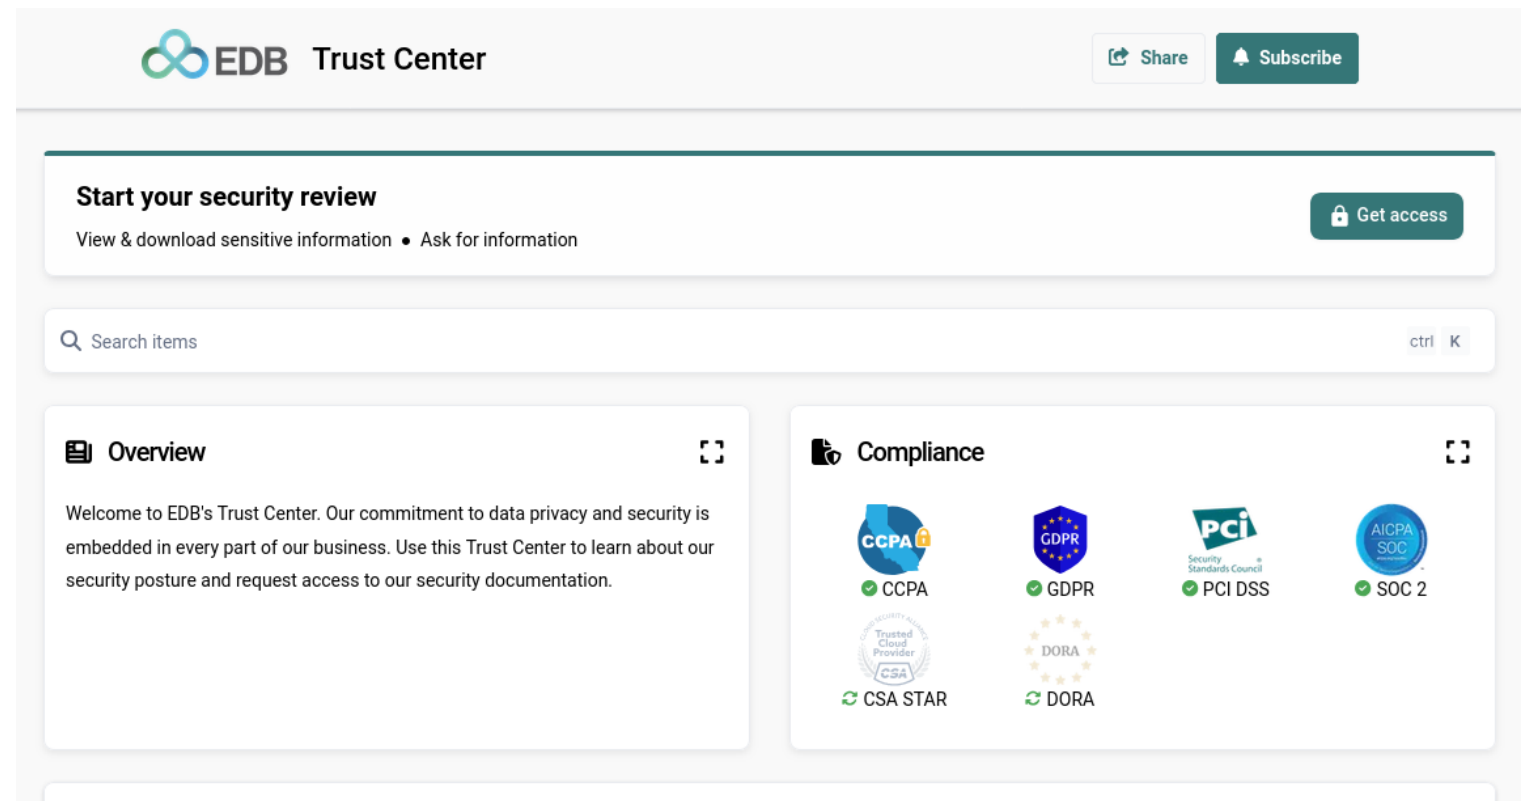 EDB Trust Center
Share
Subscribe
Start your security review
View & download sensitive information ● Ask for information
Get access
Search items
ctrl K
Overview
Welcome to EDB's Trust Center. Our commitment to data privacy and security is
embedded in every part of our business. Use this Trust Center to learn about our
security posture and request access to our security documentation.
Compliance
CCPA
CCPA
GDPR
GDPR
PCi
Security
Standards Council
PCI DSS
AICPA
SOC
SOC 2
CLOUD SECURITY ALLIANCE
Trusted
Cloud
Provider
CSA
CSA STAR
DORA
DORA